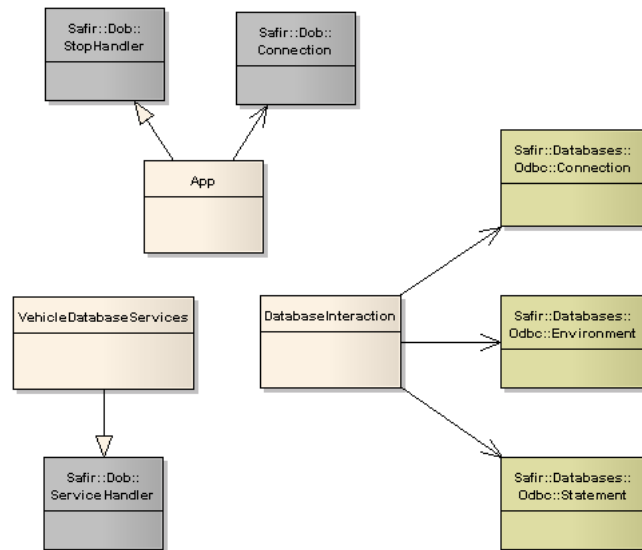 Safir::Dob::
StopHandler
Safir::Dob::
Connection
App
Safir::Databases::
Odbc::Connection
VehicleDatabaseServices
DatabaseInteraction
Safir::Databases::
Odbc::Environment
Safir::Dob::
ServiceHandler
Safir::Databases::
Odbc::Statement